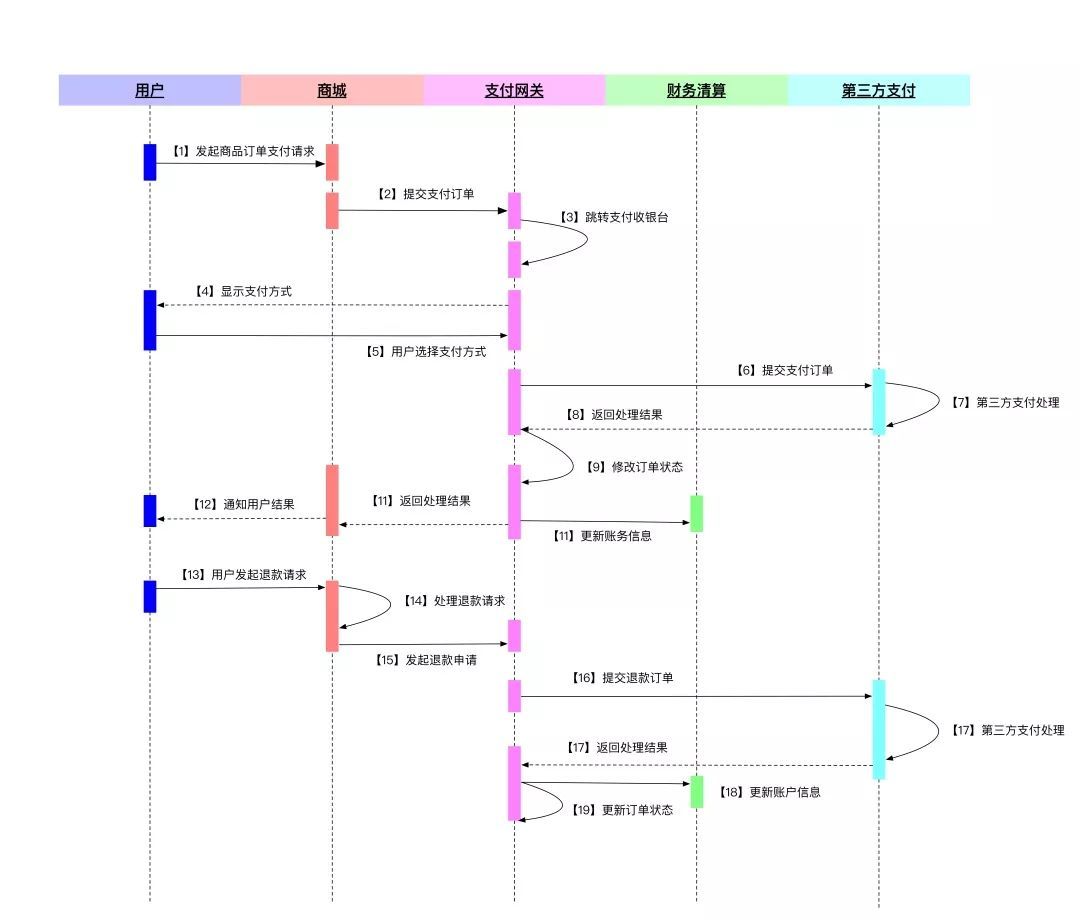 用户
商城
支付网关
财务清算
第三方支付
【1】发起商品订单支付请求
【2】提交支付订单
【3】跳转支付收银台
【4】显示支付方式
【5】用户选择支付方式
【6】提交支付订单
【7】第三方支付处理
【8】返回处理结果
【9】修改订单状态
【12】通知用户结果
【11】返回处理结果
【11】更新账务信息
【13】用户发起退款请求
【14】处理退款请求
【15】发起退款申请
【16】提交退款订单
【17】第三方支付处理
【17】返回处理结果
【18】更新账户信息
【19】更新订单状态